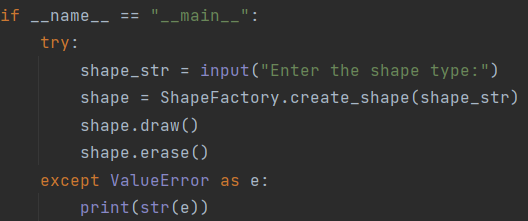 if __name__ == "__main__":
    try:
        shape_str = input("Enter the shape type:")
        shape = ShapeFactory.create_shape(shape_str)
        shape.draw()
        shape.erase()
    except ValueError as e:
        print(str(e))